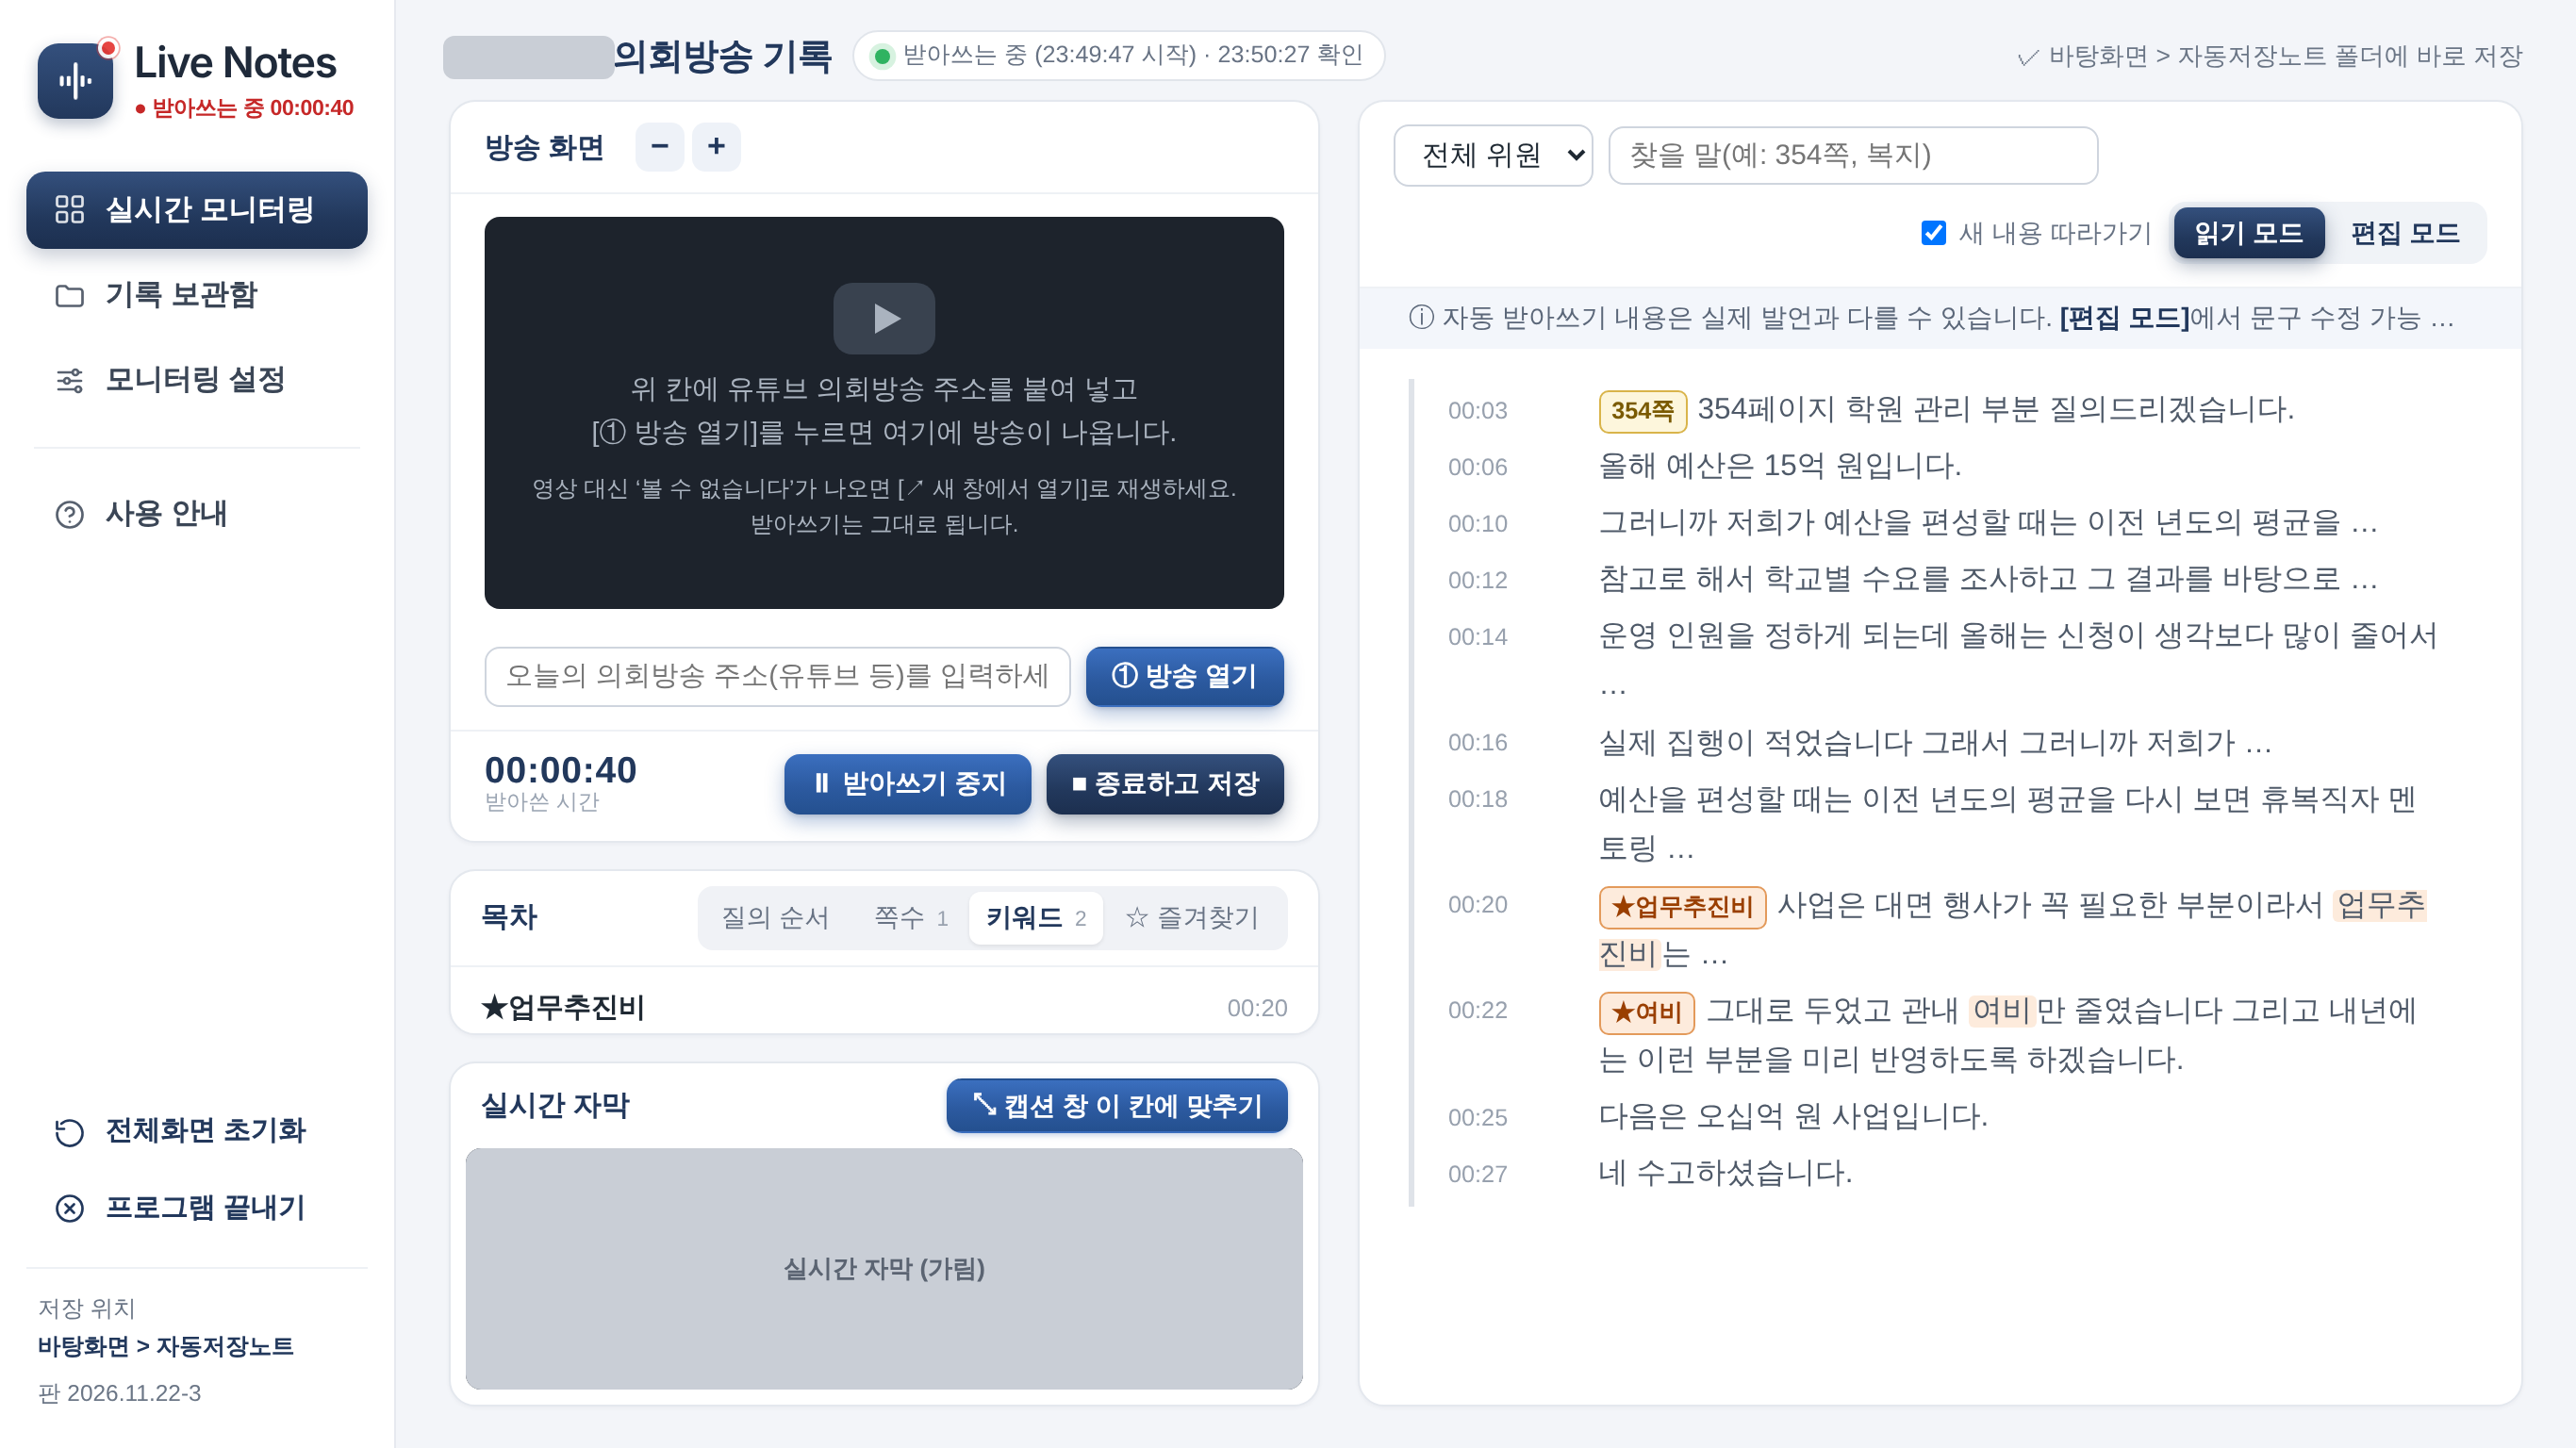 Live Notes
● 받아쓰는 중 00:00:40
실시간 모니터링
기록 보관함
모니터링 설정
사용 안내
전체화면 초기화
프로그램 끝내기
저장 위치
바탕화면 > 자동저장노트
판 2026.11.22-3
의회방송 기록
받아쓰는 중 (23:49:47 시작) · 23:50:27 확인
✓ 바탕화면 > 자동저장노트 폴더에 바로 저장
방송 화면 − +
위 칸에 유튜브 의회방송 주소를 붙여 넣고
[① 방송 열기]를 누르면 여기에 방송이 나옵니다.
영상 대신 ‘볼 수 없습니다’가 나오면 [↗ 새 창에서 열기]로 재생하세요.
받아쓰기는 그대로 됩니다.
오늘의 의회방송 주소(유튜브 등)를 입력하세
① 방송 열기
00:00:40
받아쓴 시간
⏸ 받아쓰기 중지
■ 종료하고 저장
목차
질의 순서 쪽수 1 키워드 2 ☆ 즐겨찾기
★업무추진비 00:20
실시간 자막
⤡ 캡션 창 이 칸에 맞추기
실시간 자막 (가림)
전체 위원
찾을 말(예: 354쪽, 복지)
새 내용 따라가기 읽기 모드 편집 모드
ⓘ 자동 받아쓰기 내용은 실제 발언과 다를 수 있습니다. [편집 모드]에서 문구 수정 가능 …
00:03 354쪽 354페이지 학원 관리 부분 질의드리겠습니다.
00:06 올해 예산은 15억 원입니다.
00:10 그러니까 저희가 예산을 편성할 때는 이전 년도의 평균을 …
00:12 참고로 해서 학교별 수요를 조사하고 그 결과를 바탕으로 …
00:14 운영 인원을 정하게 되는데 올해는 신청이 생각보다 많이 줄어서
…
00:16 실제 집행이 적었습니다 그래서 그러니까 저희가 …
00:18 예산을 편성할 때는 이전 년도의 평균을 다시 보면 휴복직자 멘
토링 …
00:20 ★업무추진비 사업은 대면 행사가 꼭 필요한 부분이라서 업무추
진비는 …
00:22 ★여비 그대로 두었고 관내 여비만 줄였습니다 그리고 내년에
는 이런 부분을 미리 반영하도록 하겠습니다.
00:25 다음은 오십억 원 사업입니다.
00:27 네 수고하셨습니다.